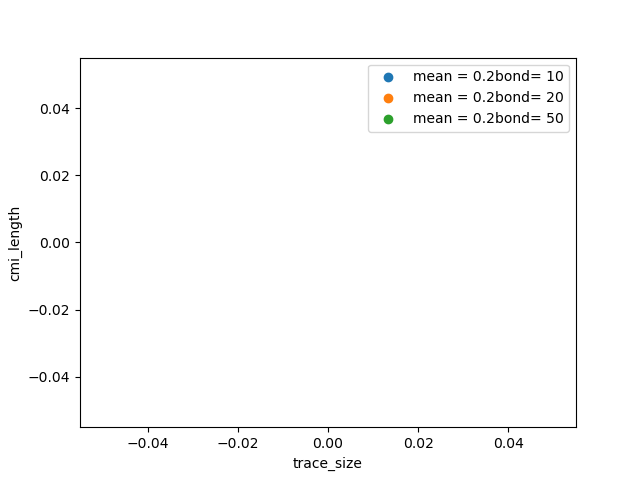 mean = 0.2bond= 10
mean = 0.2bond= 20
mean = 0.2bond= 50
0.04
0.02
0.00
−0.02
−0.04
cmi_length
−0.04 −0.02 0.00 0.02 0.04
trace_size